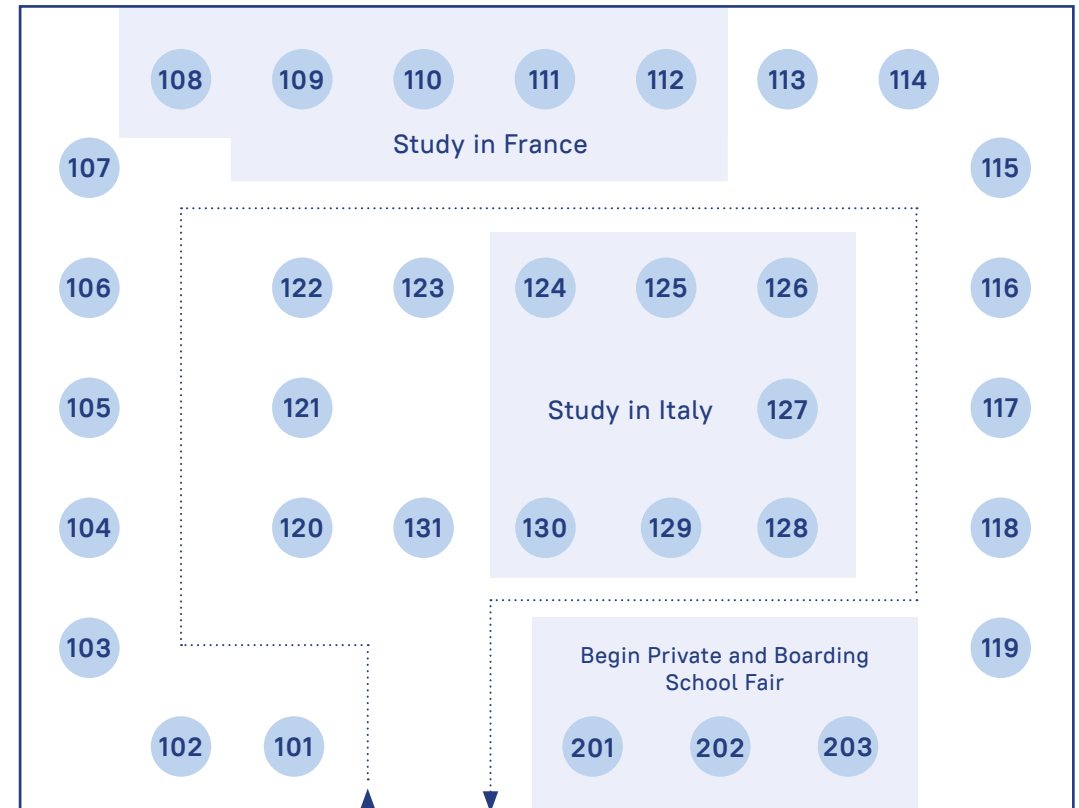 108 109 110 111 112 113 114
Study in France
107 115
106 122 123 124 125 126 116
105 121 Study in Italy 127 117
104 120 131 130 129 128 118
103 119
Begin Private and Boarding
School Fair
102 101 201 202 203